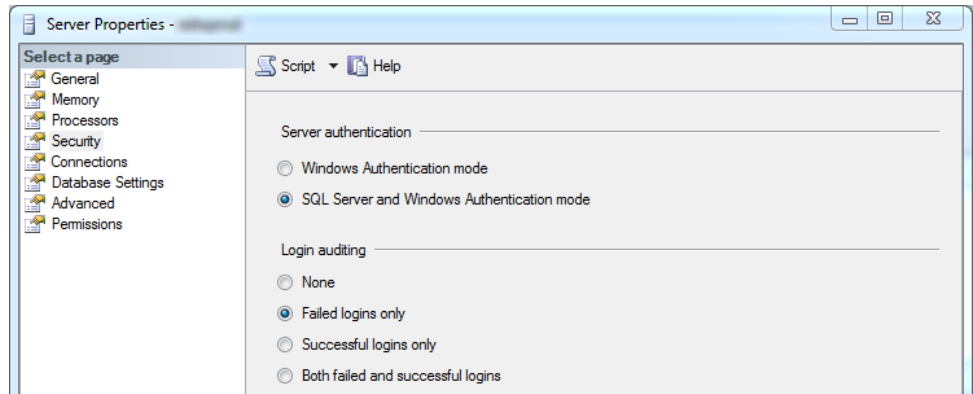 Server Properties -
Select a page
General
Memory
Processors
Security
Connections
Database Settings
Advanced
Permissions
Script
Help
Server authentication
Windows Authentication mode
SQL Server and Windows Authentication mode
Login auditing
None
Failed logins only
Successful logins only
Both failed and successful logins